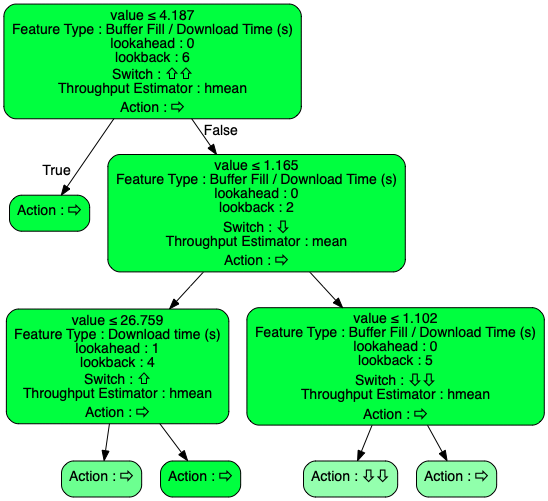 value ≤ 4.187
Feature Type : Buffer Fill / Download Time (s)
lookahead : 0
lookback : 6
Switch : ⇧⇧
Throughput Estimator : hmean
Action : ⇨
True
False
Action : ⇨
value ≤ 1.165
Feature Type : Buffer Fill / Download Time (s)
lookahead : 0
lookback : 2
Switch : ⇩
Throughput Estimator : mean
Action : ⇨
value ≤ 26.759
Feature Type : Download time (s)
lookahead : 1
lookback : 4
Switch : ⇧
Throughput Estimator : hmean
Action : ⇨
value ≤ 1.102
Feature Type : Buffer Fill / Download Time (s)
lookahead : 0
lookback : 5
Switch : ⇩⇩
Throughput Estimator : hmean
Action : ⇨
Action : ⇨
Action : ⇨
Action : ⇩⇩
Action : ⇨